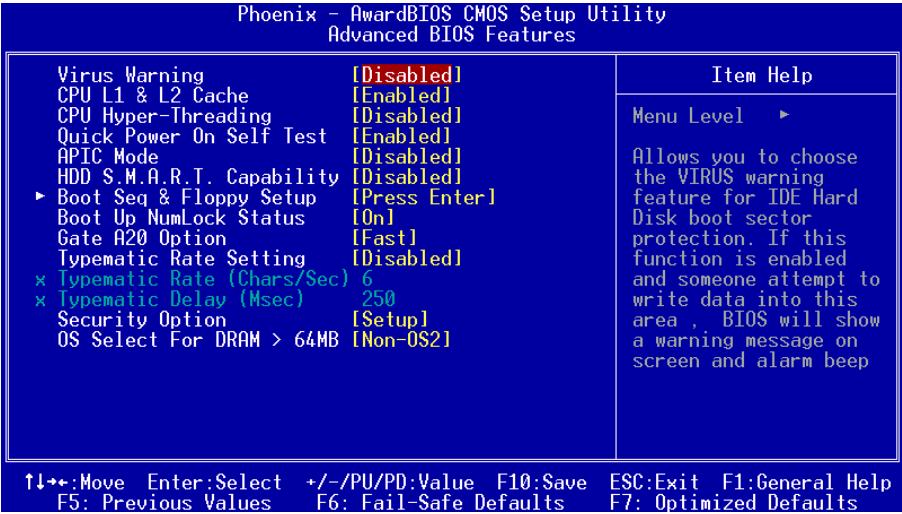 Phoenix - AwardBIOS CMOS Setup Utility
Advanced BIOS Features
Virus Warning [Disabled]
CPU L1 & L2 Cache [Enabled]
CPU Hyper-Threading [Disabled]
Quick Power On Self Test [Enabled]
APIC Mode [Disabled]
HDD S.M.A.R.T. Capability [Disabled]
► Boot Seq & Floppy Setup [Press Enter]
Boot Up NumLock Status [On]
Gate A20 Option [Fast]
Typematic Rate Setting [Disabled]
x Typematic Rate (Chars/Sec) 6
x Typematic Delay (Msec) 250
Security Option [Setup]
OS Select For DRAM > 64MB [Non-OS2]
Item Help
Menu Level ►
Allows you to choose
the VIRUS warning
feature for IDE Hard
Disk boot sector
protection. If this
function is enabled
and someone attempt to
write data into this
area , BIOS will show
a warning message on
screen and alarm beep
↑↓→←:Move Enter:Select +/-/PU/PD:Value F10:Save ESC:Exit F1:General Help
F5: Previous Values F6: Fail-Safe Defaults F7: Optimized Defaults